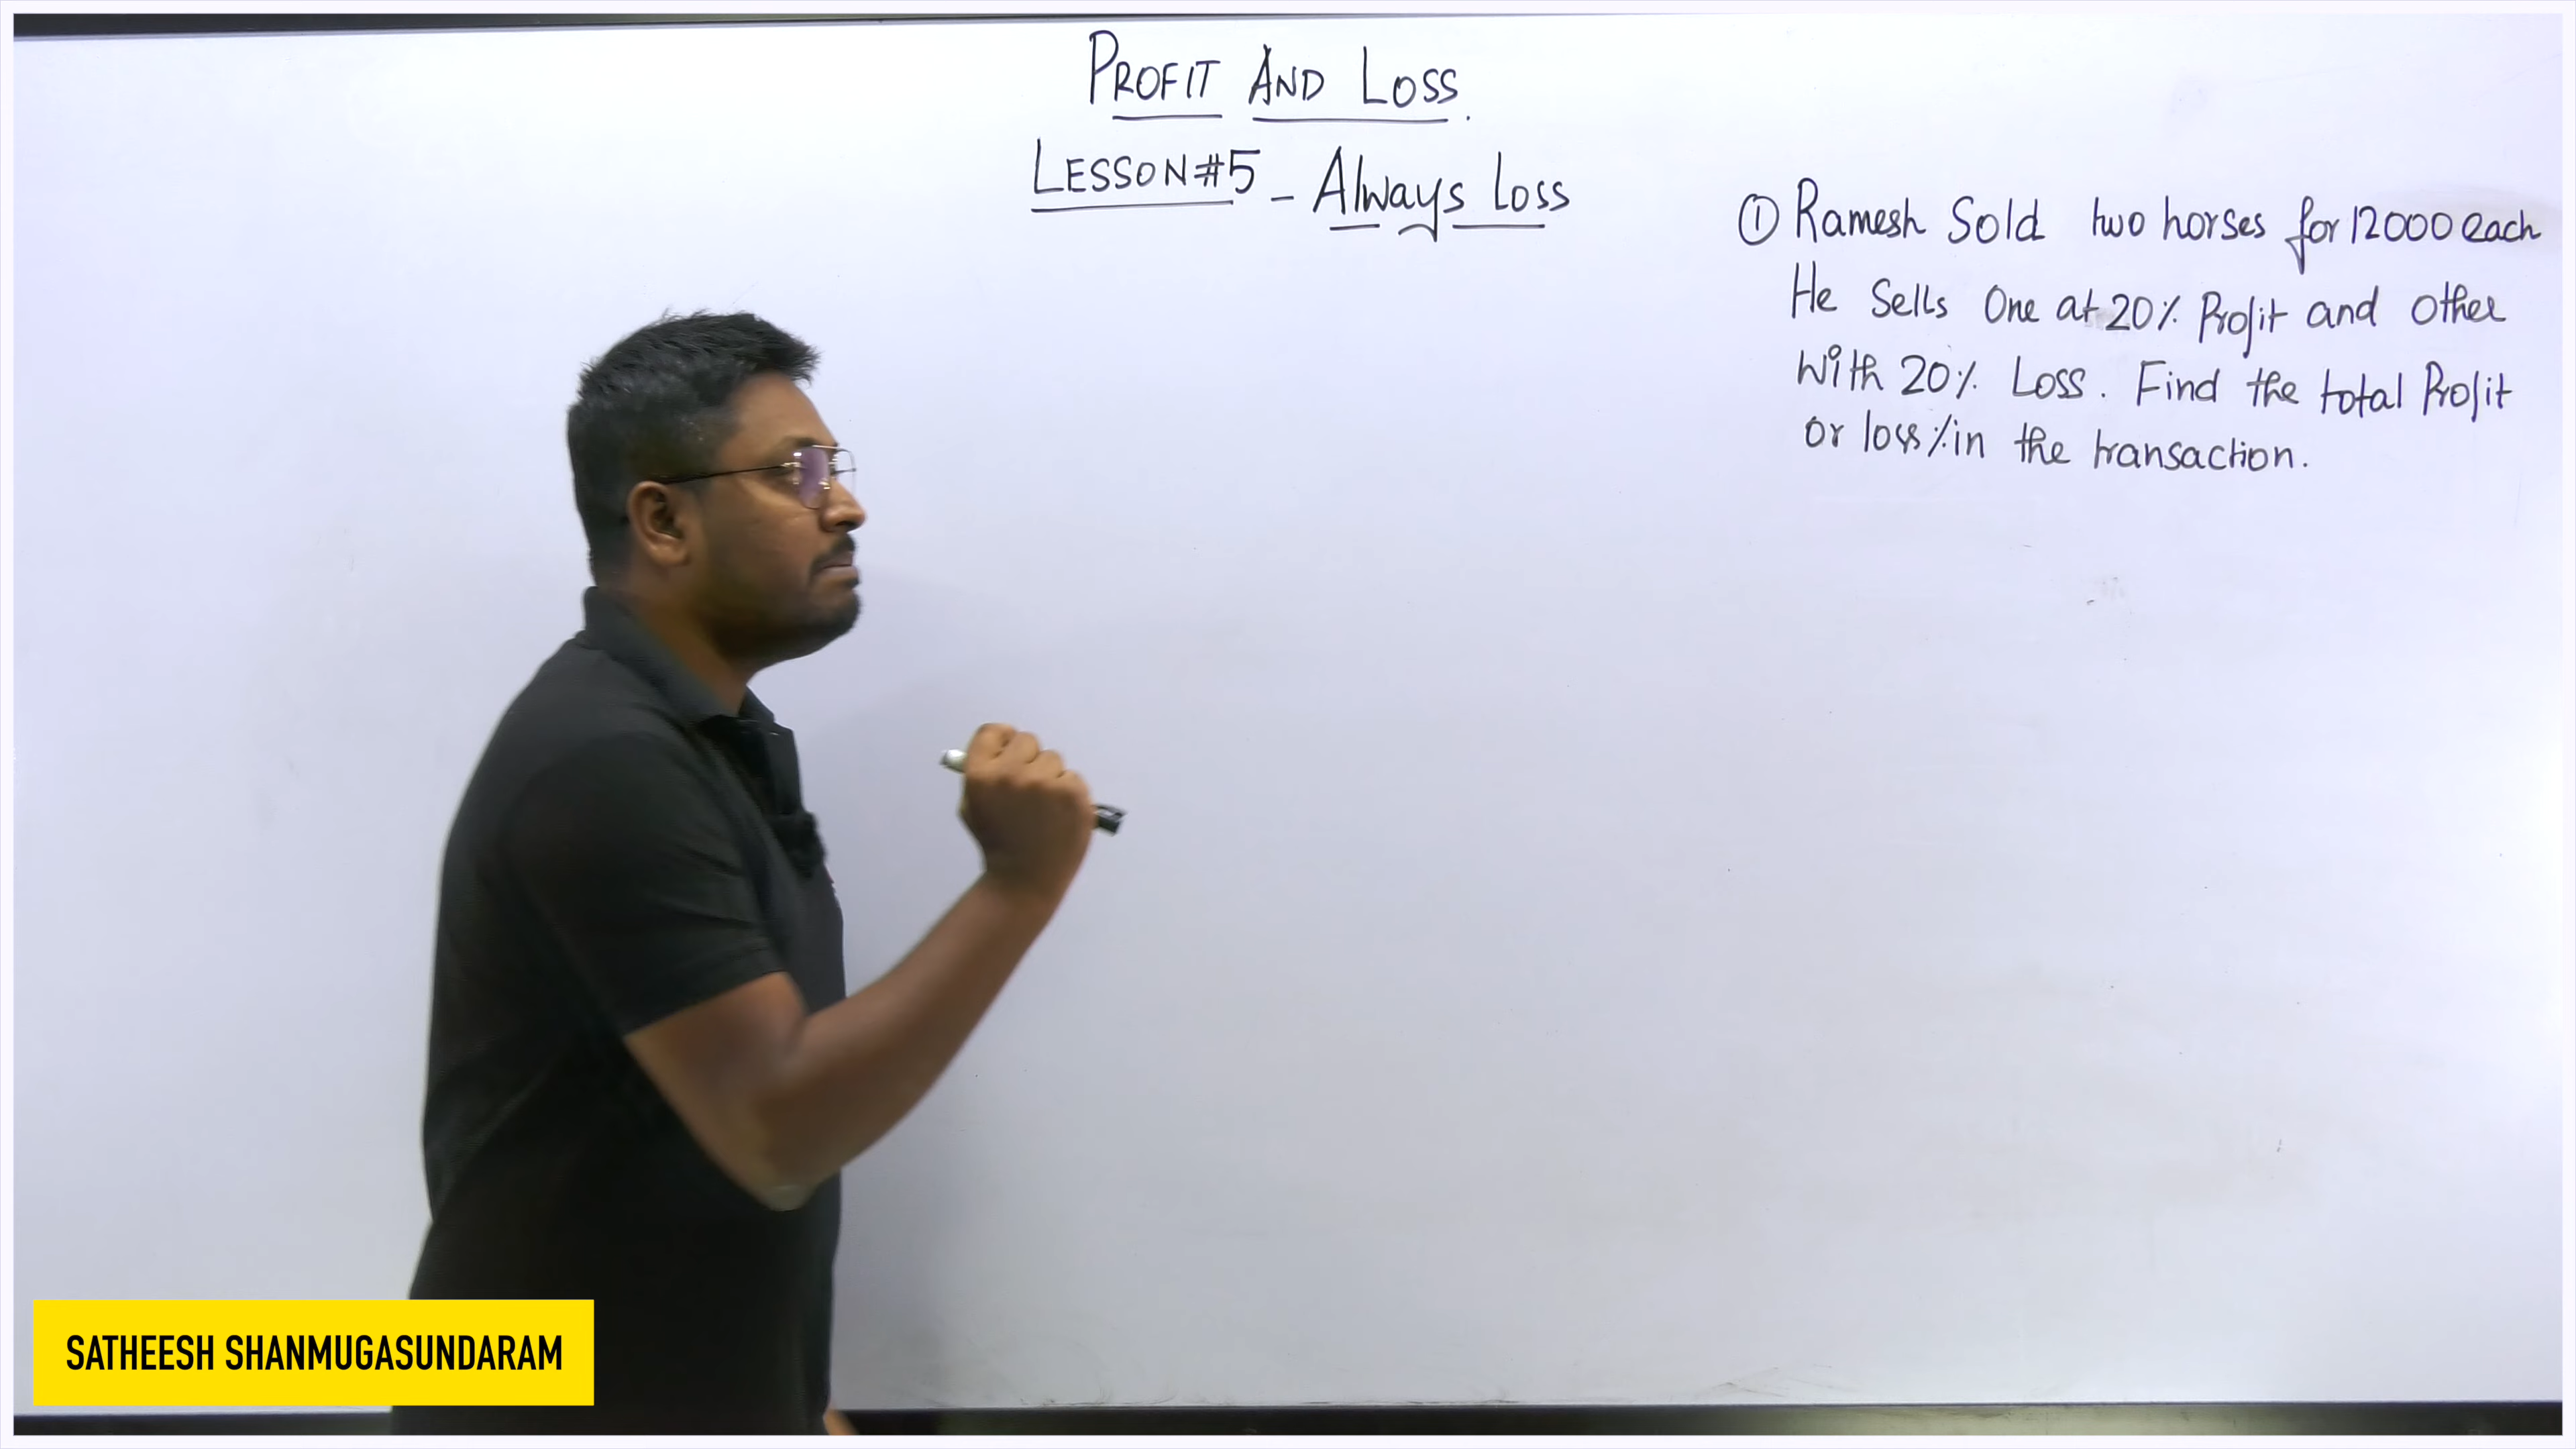 PROFIT AND LOSS.
LESSON#5 - Always Loss
① Ramesh Sold two horses for 12000 each
He Sells One at 20% Profit and Other
With 20% Loss. Find the total Profit
Or loss % in the transaction.
SATHEESH SHANMUGASUNDARAM